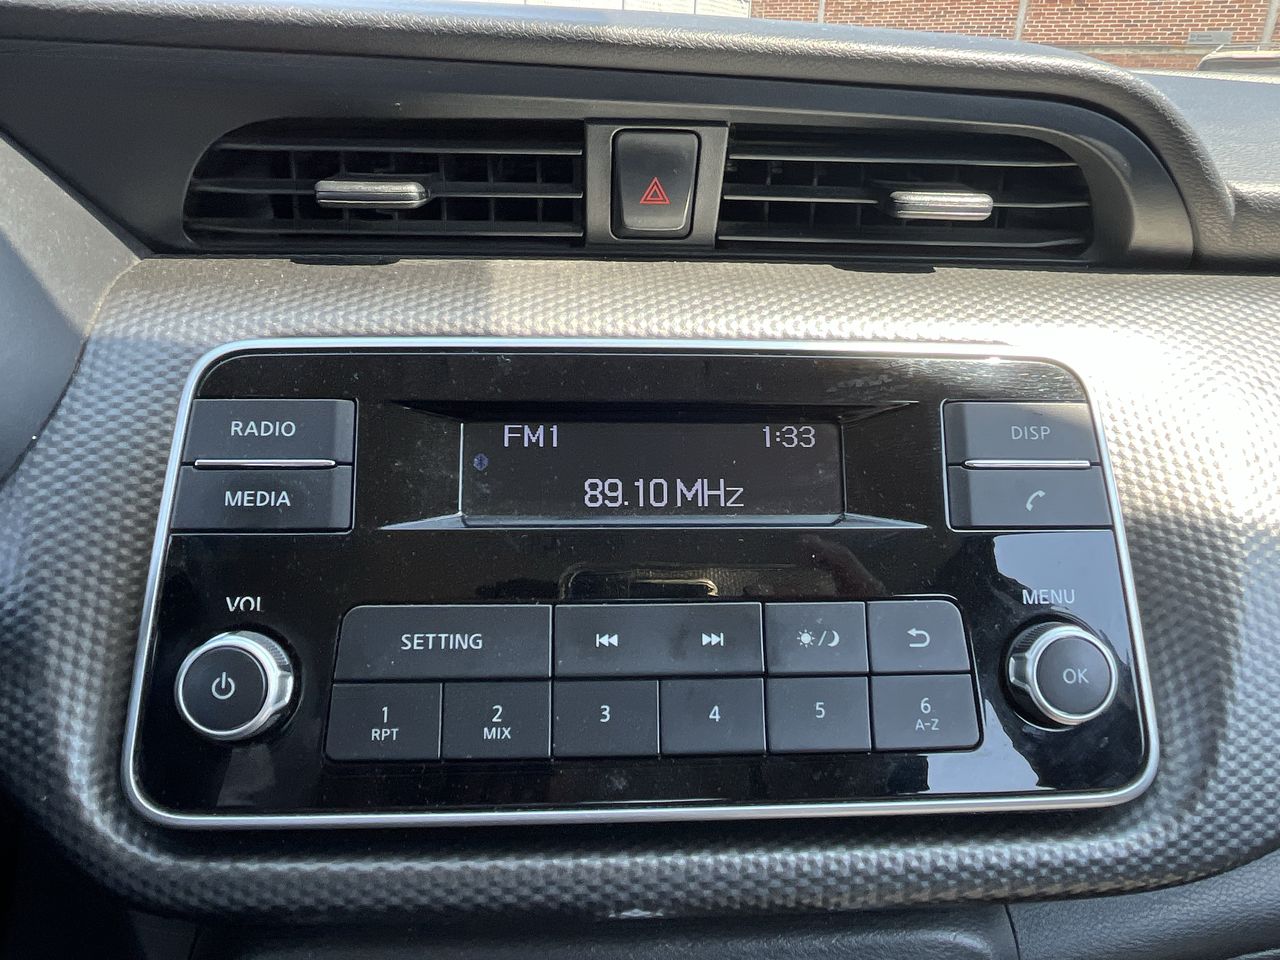 RADIO
MEDIA
FM1 1:33
89.10 MHz
DISP
VOL
MENU
SETTING
OK
1 2 3 4 5 6
RPT MIX A-Z